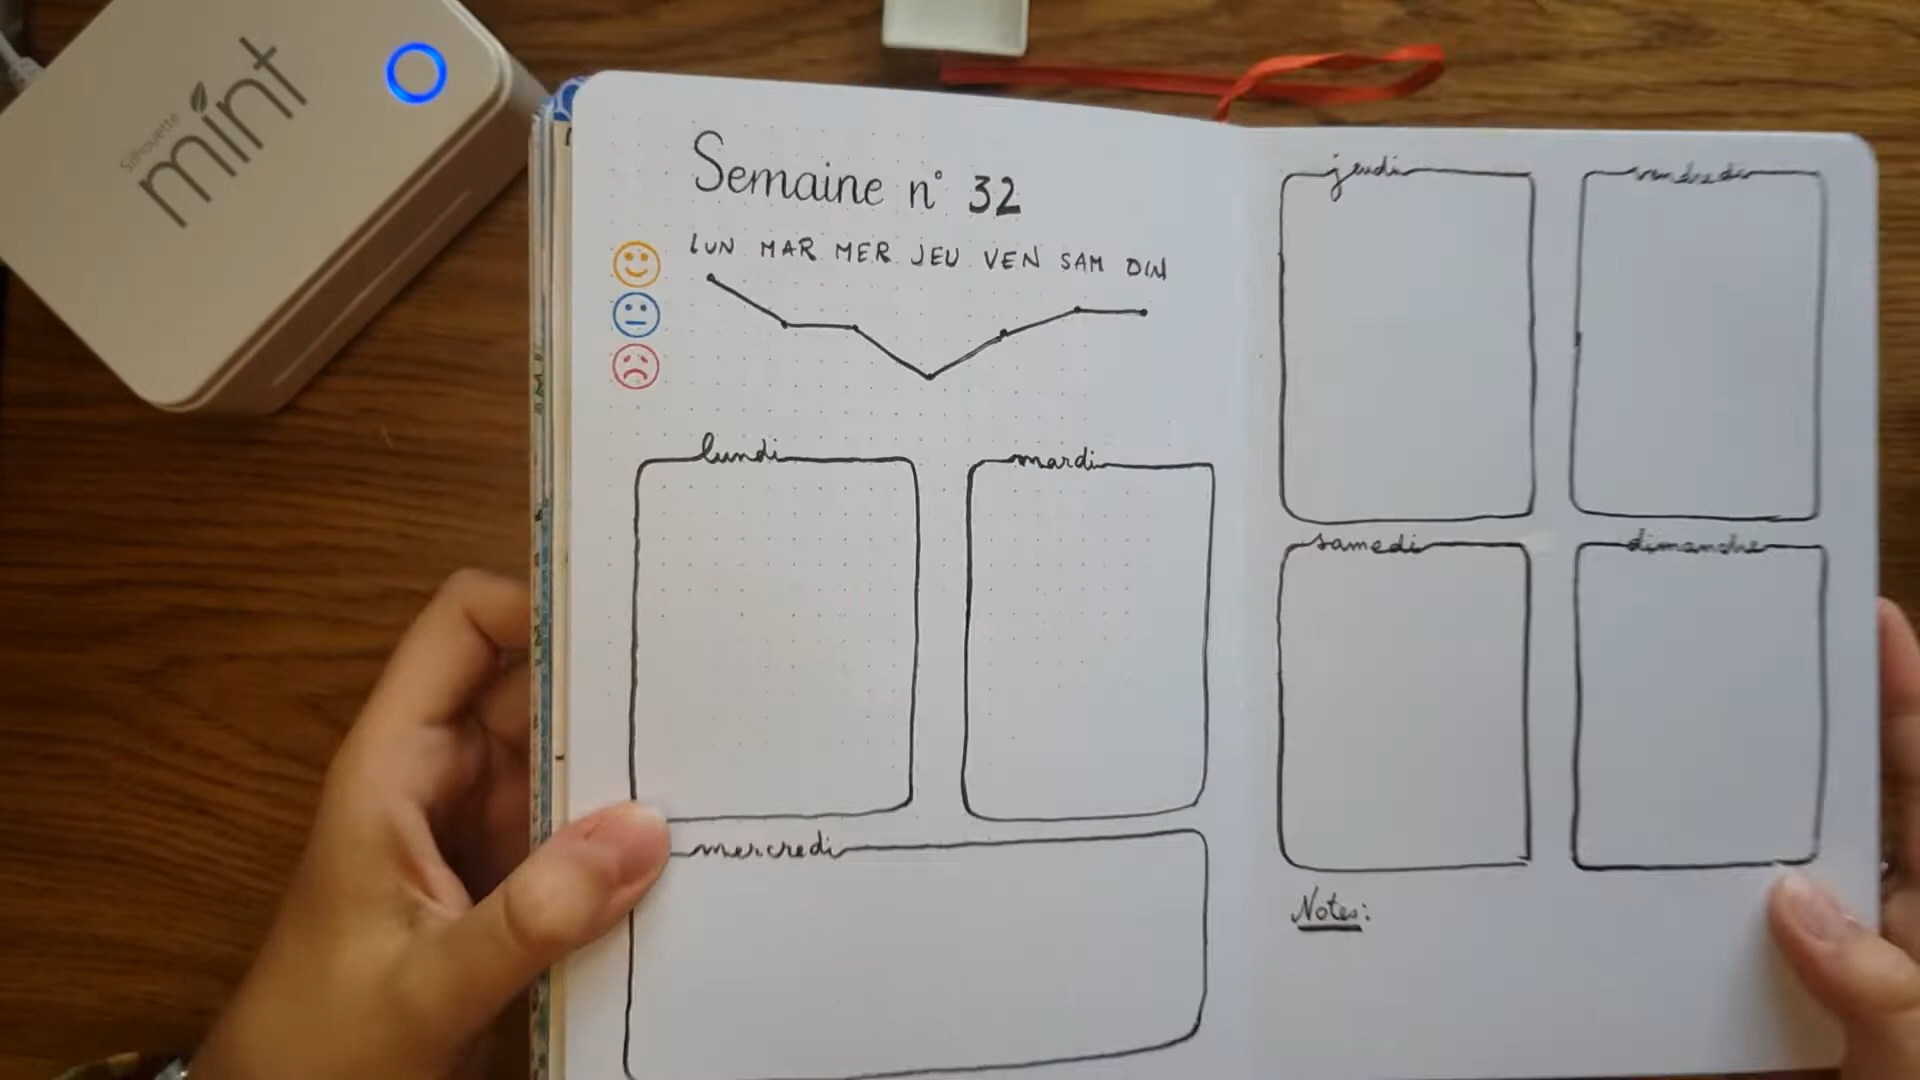 Silhouette
mint
Semaine n° 32
LUN MAR MER JEU VEN SAM DIM
lundi
mardi
mercredi
jeudi
vendredi
samedi
dimanche
Notes: